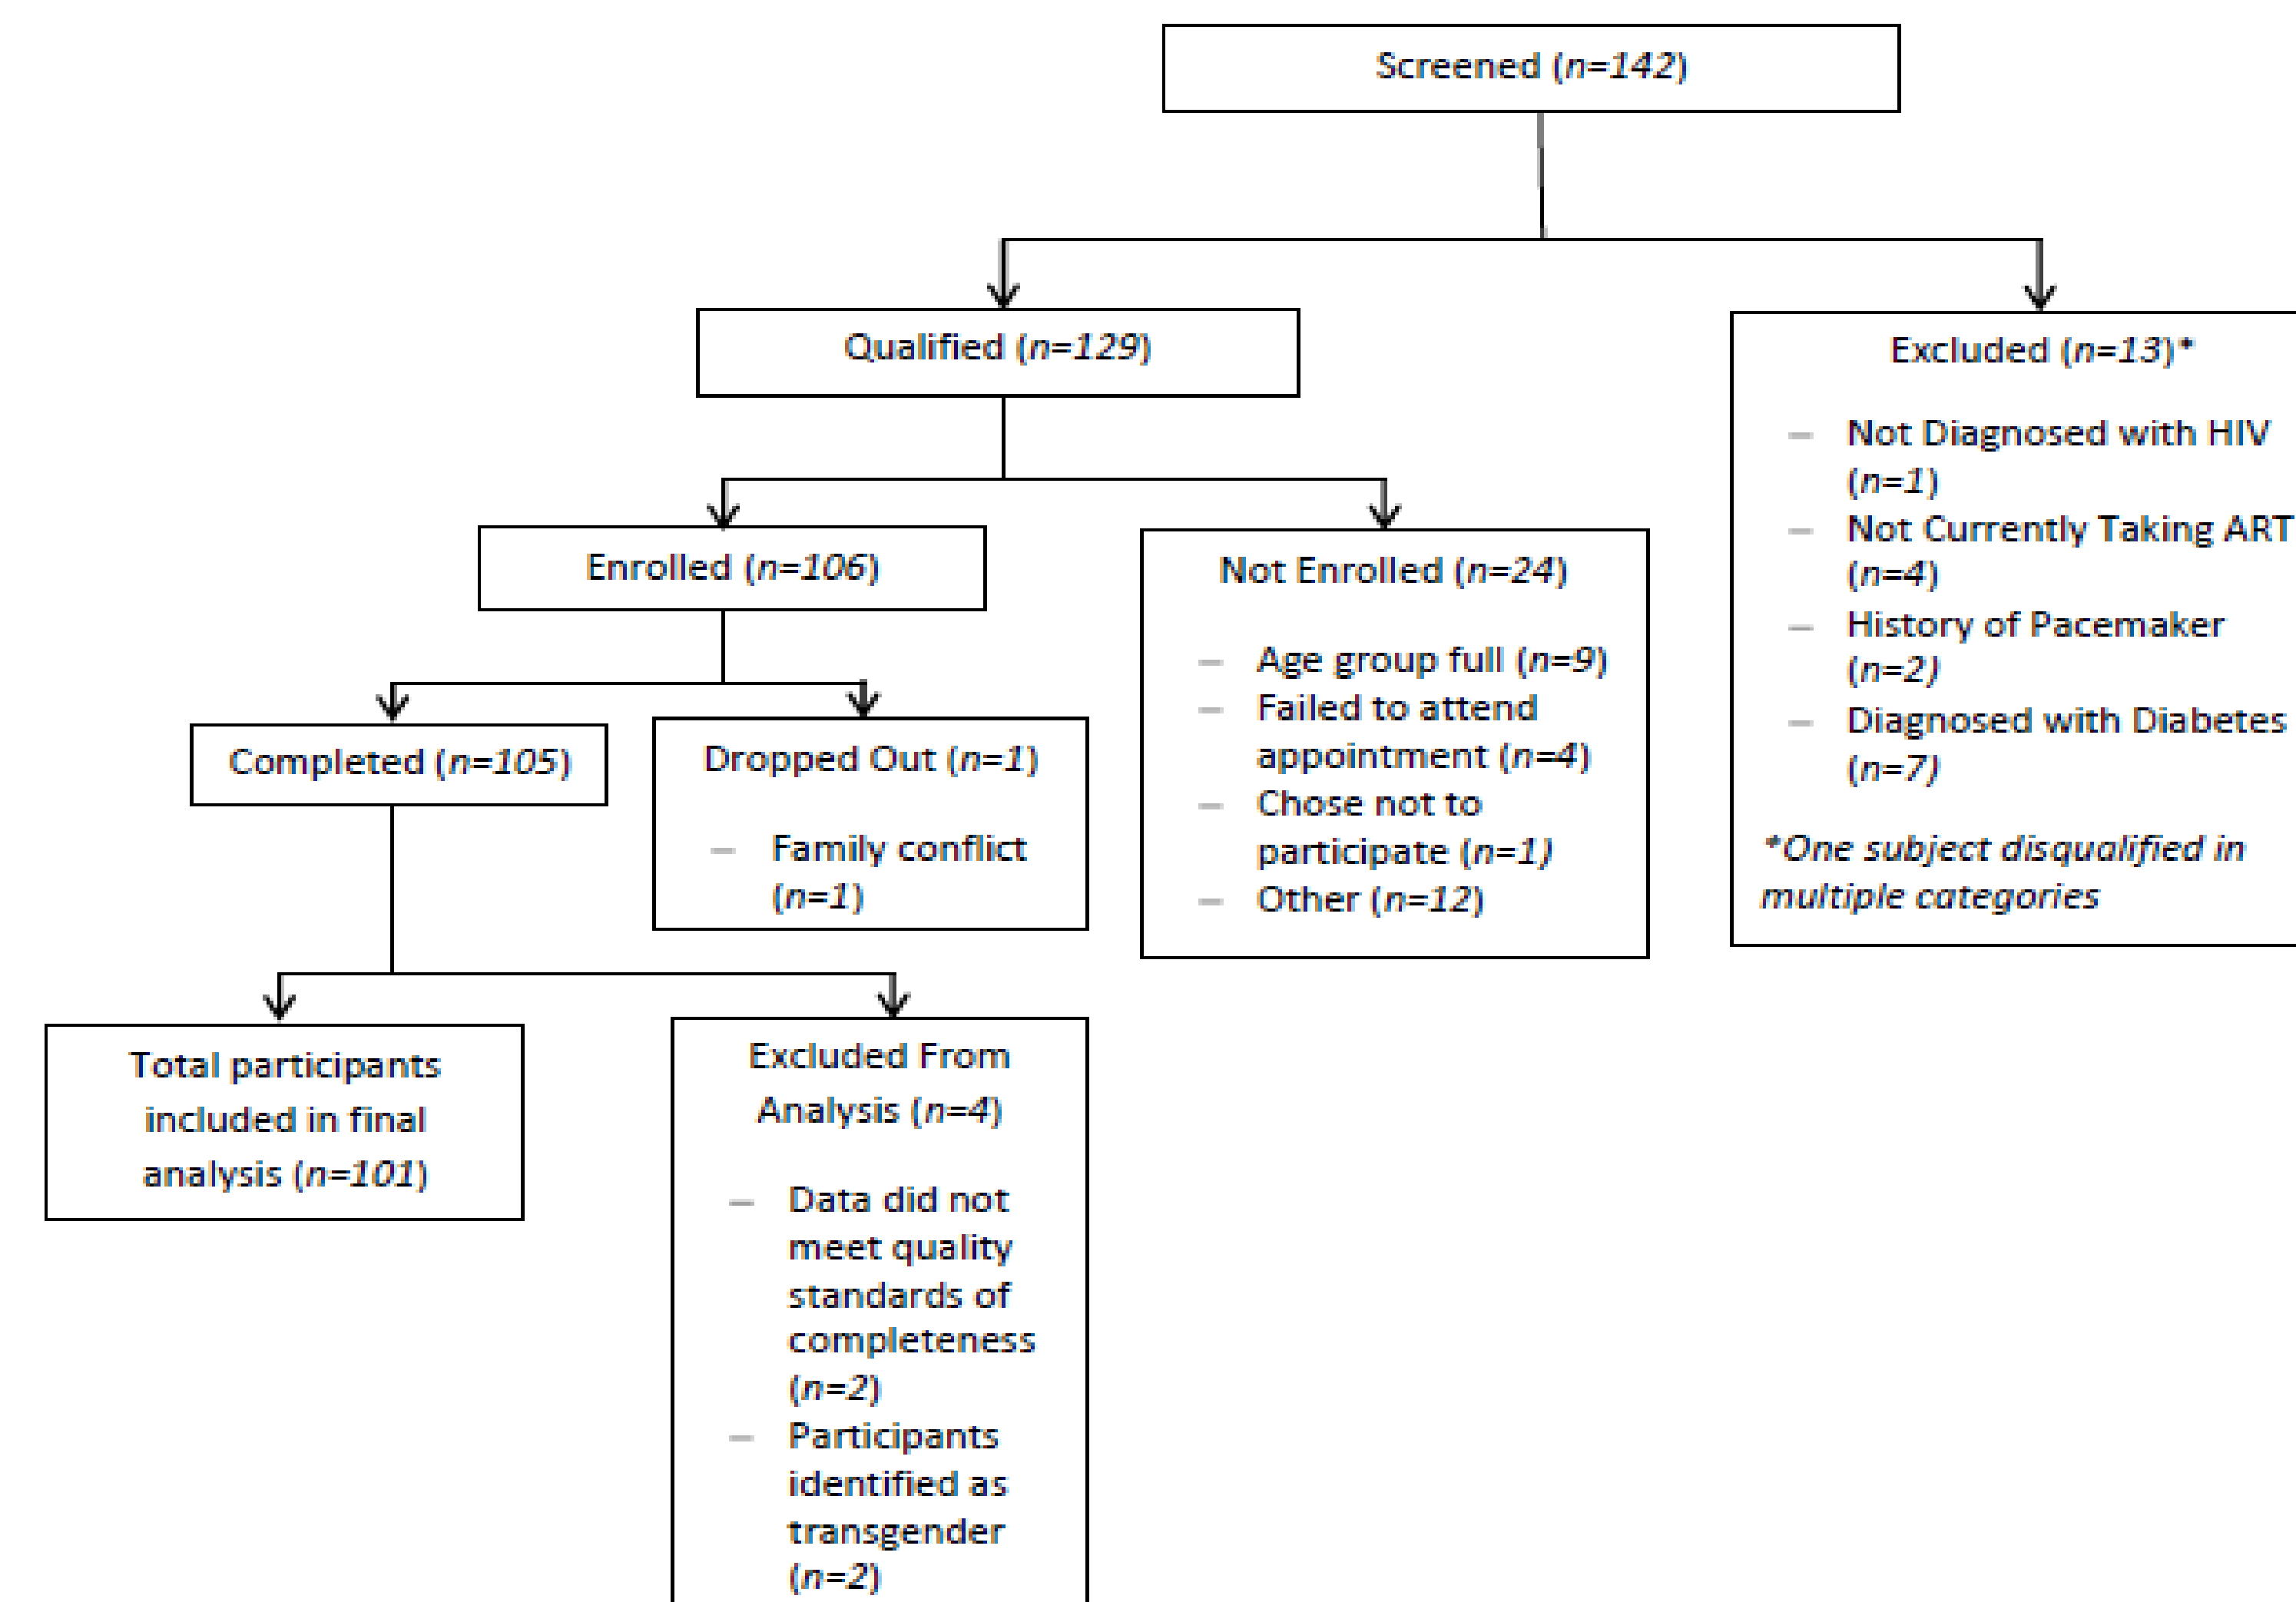 Screened (n=142)
Qualified (n=129)
Excluded (n=13)*
– Not Diagnosed with HIV
(n=1)
– Not Currently Taking ART
(n=4)
– History of Pacemaker
(n=2)
– Diagnosed with Diabetes
(n=7)
*One subject disqualified in
multiple categories
Enrolled (n=106)
Not Enrolled (n=24)
– Age group full (n=9)
– Failed to attend
appointment (n=4)
– Chose not to
participate (n=1)
– Other (n=12)
Completed (n=105)
Dropped Out (n=1)
– Family conflict
(n=1)
Total participants
included in final
analysis (n=101)
Excluded From
Analysis (n=4)
– Data did not
meet quality
standards of
completeness
(n=2)
– Participants
identified as
transgender
(n=2)